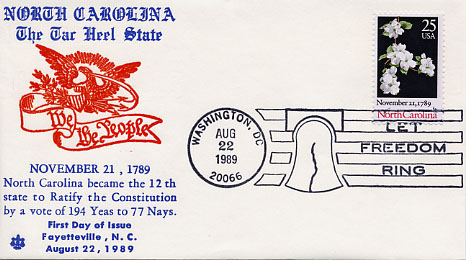 NORTH CAROLINA
The Tar Heel State
We the People
NOVEMBER 21 , 1789
North Carolina became the 12 th
state to Ratify the Constitution
by a vote of 194 Yeas to 77 Nays.
First Day of Issue
Fayetteville , N. C.
August 22, 1989
25
USA
November 21, 1789
North Carolina
WASHINGTON, DC
AUG
22
1989
20066
LET
FREEDOM
RING